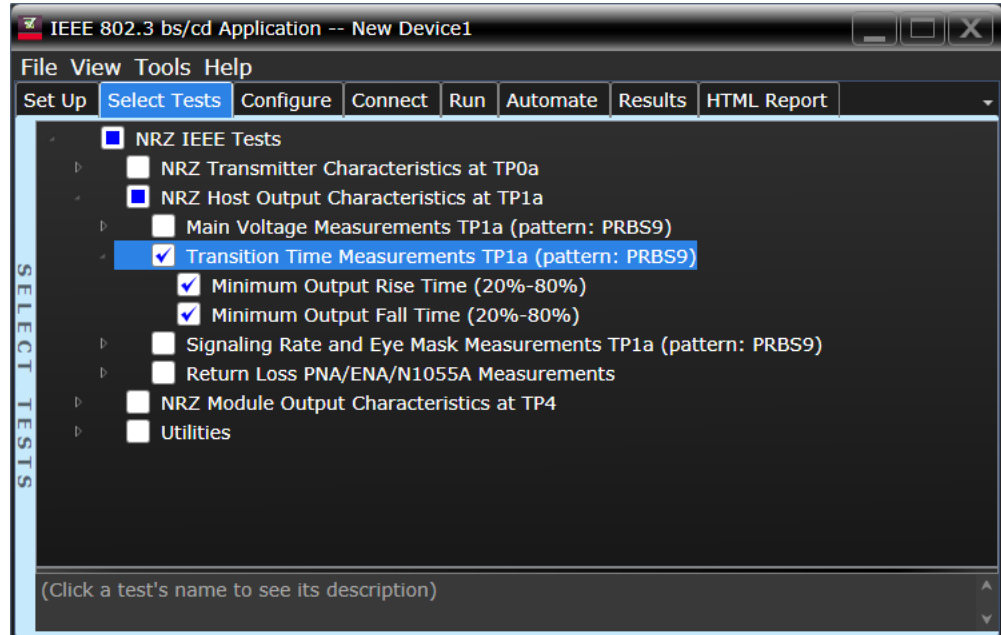 IEEE 802.3 bs/cd Application -- New Device1
File View Tools Help
Set Up Select Tests Configure Connect Run Automate Results HTML Report
SELECT TESTS
NRZ IEEE Tests
NRZ Transmitter Characteristics at TP0a
NRZ Host Output Characteristics at TP1a
Main Voltage Measurements TP1a (pattern: PRBS9)
Transition Time Measurements TP1a (pattern: PRBS9)
Minimum Output Rise Time (20%-80%)
Minimum Output Fall Time (20%-80%)
Signaling Rate and Eye Mask Measurements TP1a (pattern: PRBS9)
Return Loss PNA/ENA/N1055A Measurements
NRZ Module Output Characteristics at TP4
Utilities
(Click a test's name to see its description)